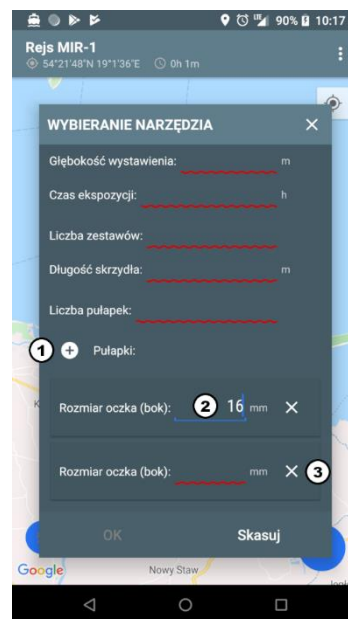 90% 10:17
Rejs MIR-1
54°21'48"N 19°1'36"E 0h 1m
WYBIERANIE NARZĘDZIA
Głębokość wystawienia: m
Czas ekspozycji: h
Liczba zestawów:
Długość skrzydła: m
Liczba pułapek:
1 Pułapki:
Rozmiar oczka (bok): 2 16 mm
Rozmiar oczka (bok): mm 3
OK Skasuj
Google Nowy Staw